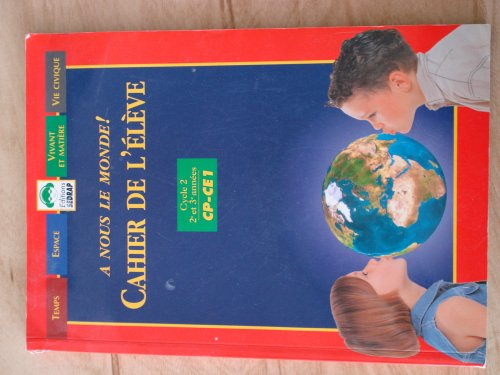 TEMPS
ESPACE
Editions
SEDRAP
VIVANT
ET MATIÈRE
VIE CIVIQUE
A NOUS LE MONDE!
CAHIER DE L'ÉLÈVE
Cycle 2
2e et 3e années
CP-CE1